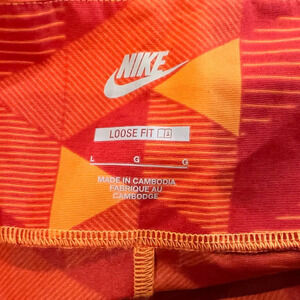 NIKE
LOOSE FIT
L G G
MADE IN CAMBODIA
FABRIQUÉ AU
CAMBODGE.